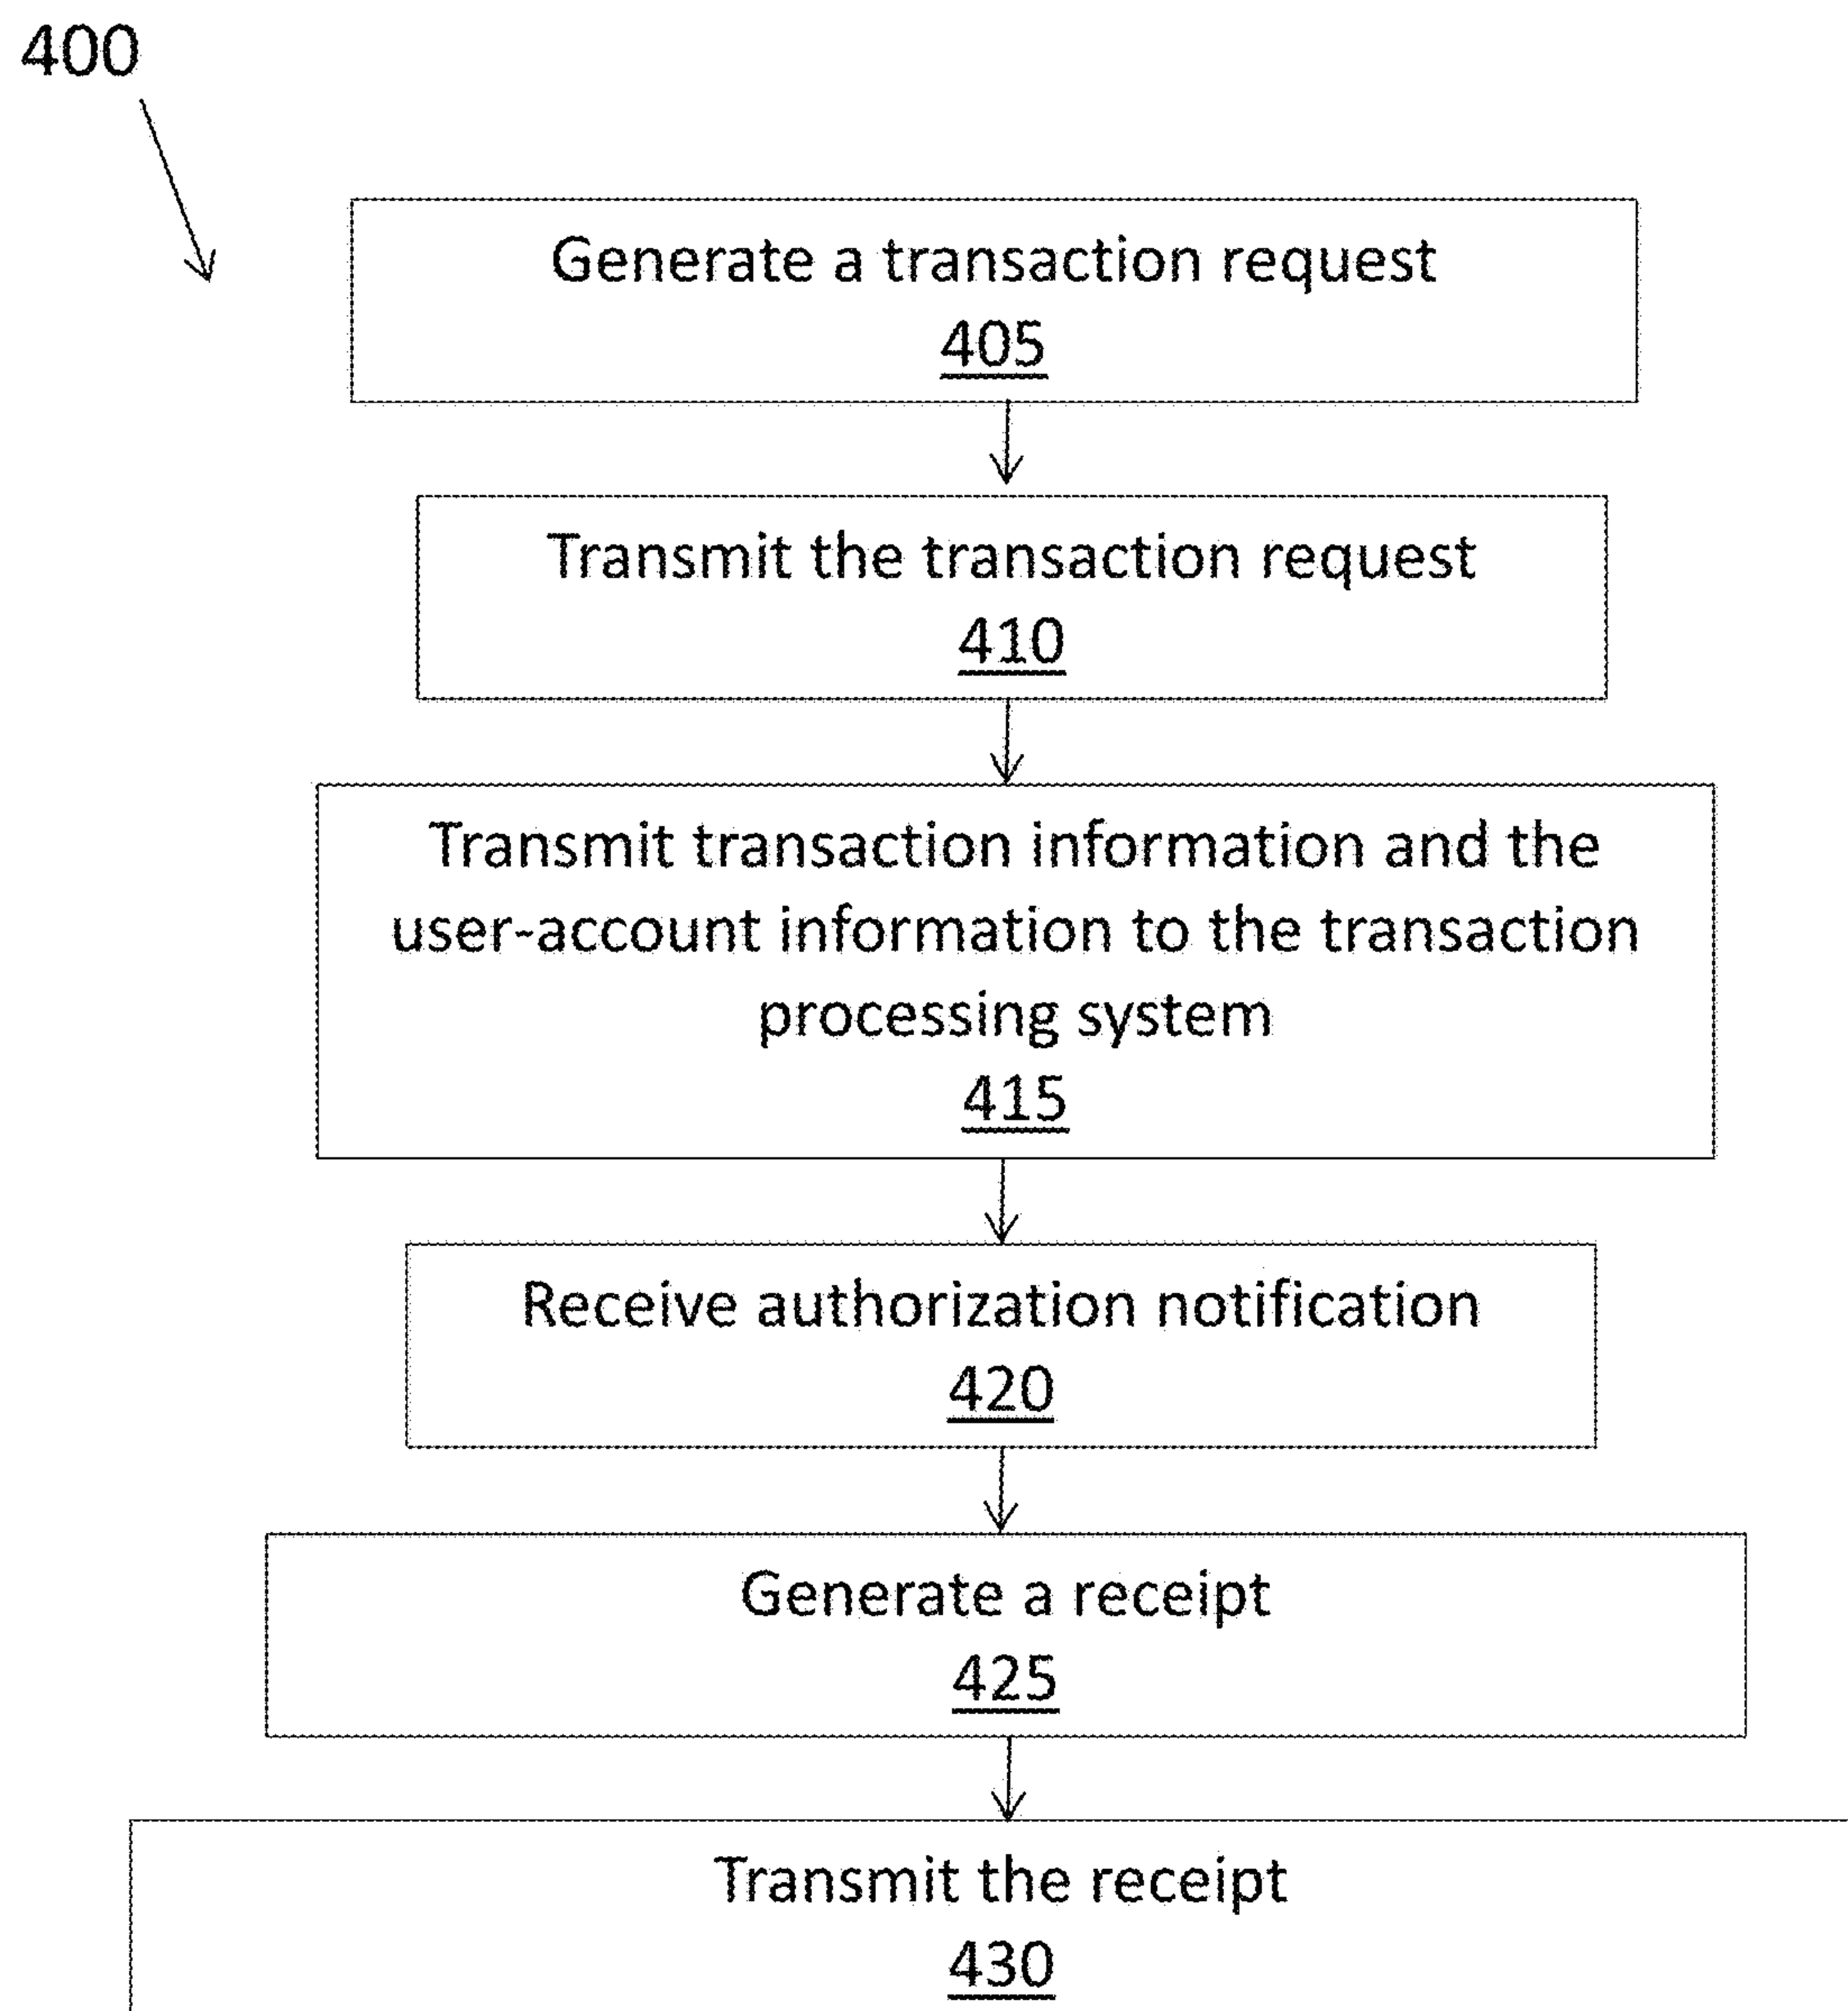 400
Generate a transaction request
405
Transmit the transaction request
410
Transmit transaction information and the
user-account information to the transaction
processing system
415
Receive authorization notification
420
Generate a receipt
425
Transmit the receipt
430